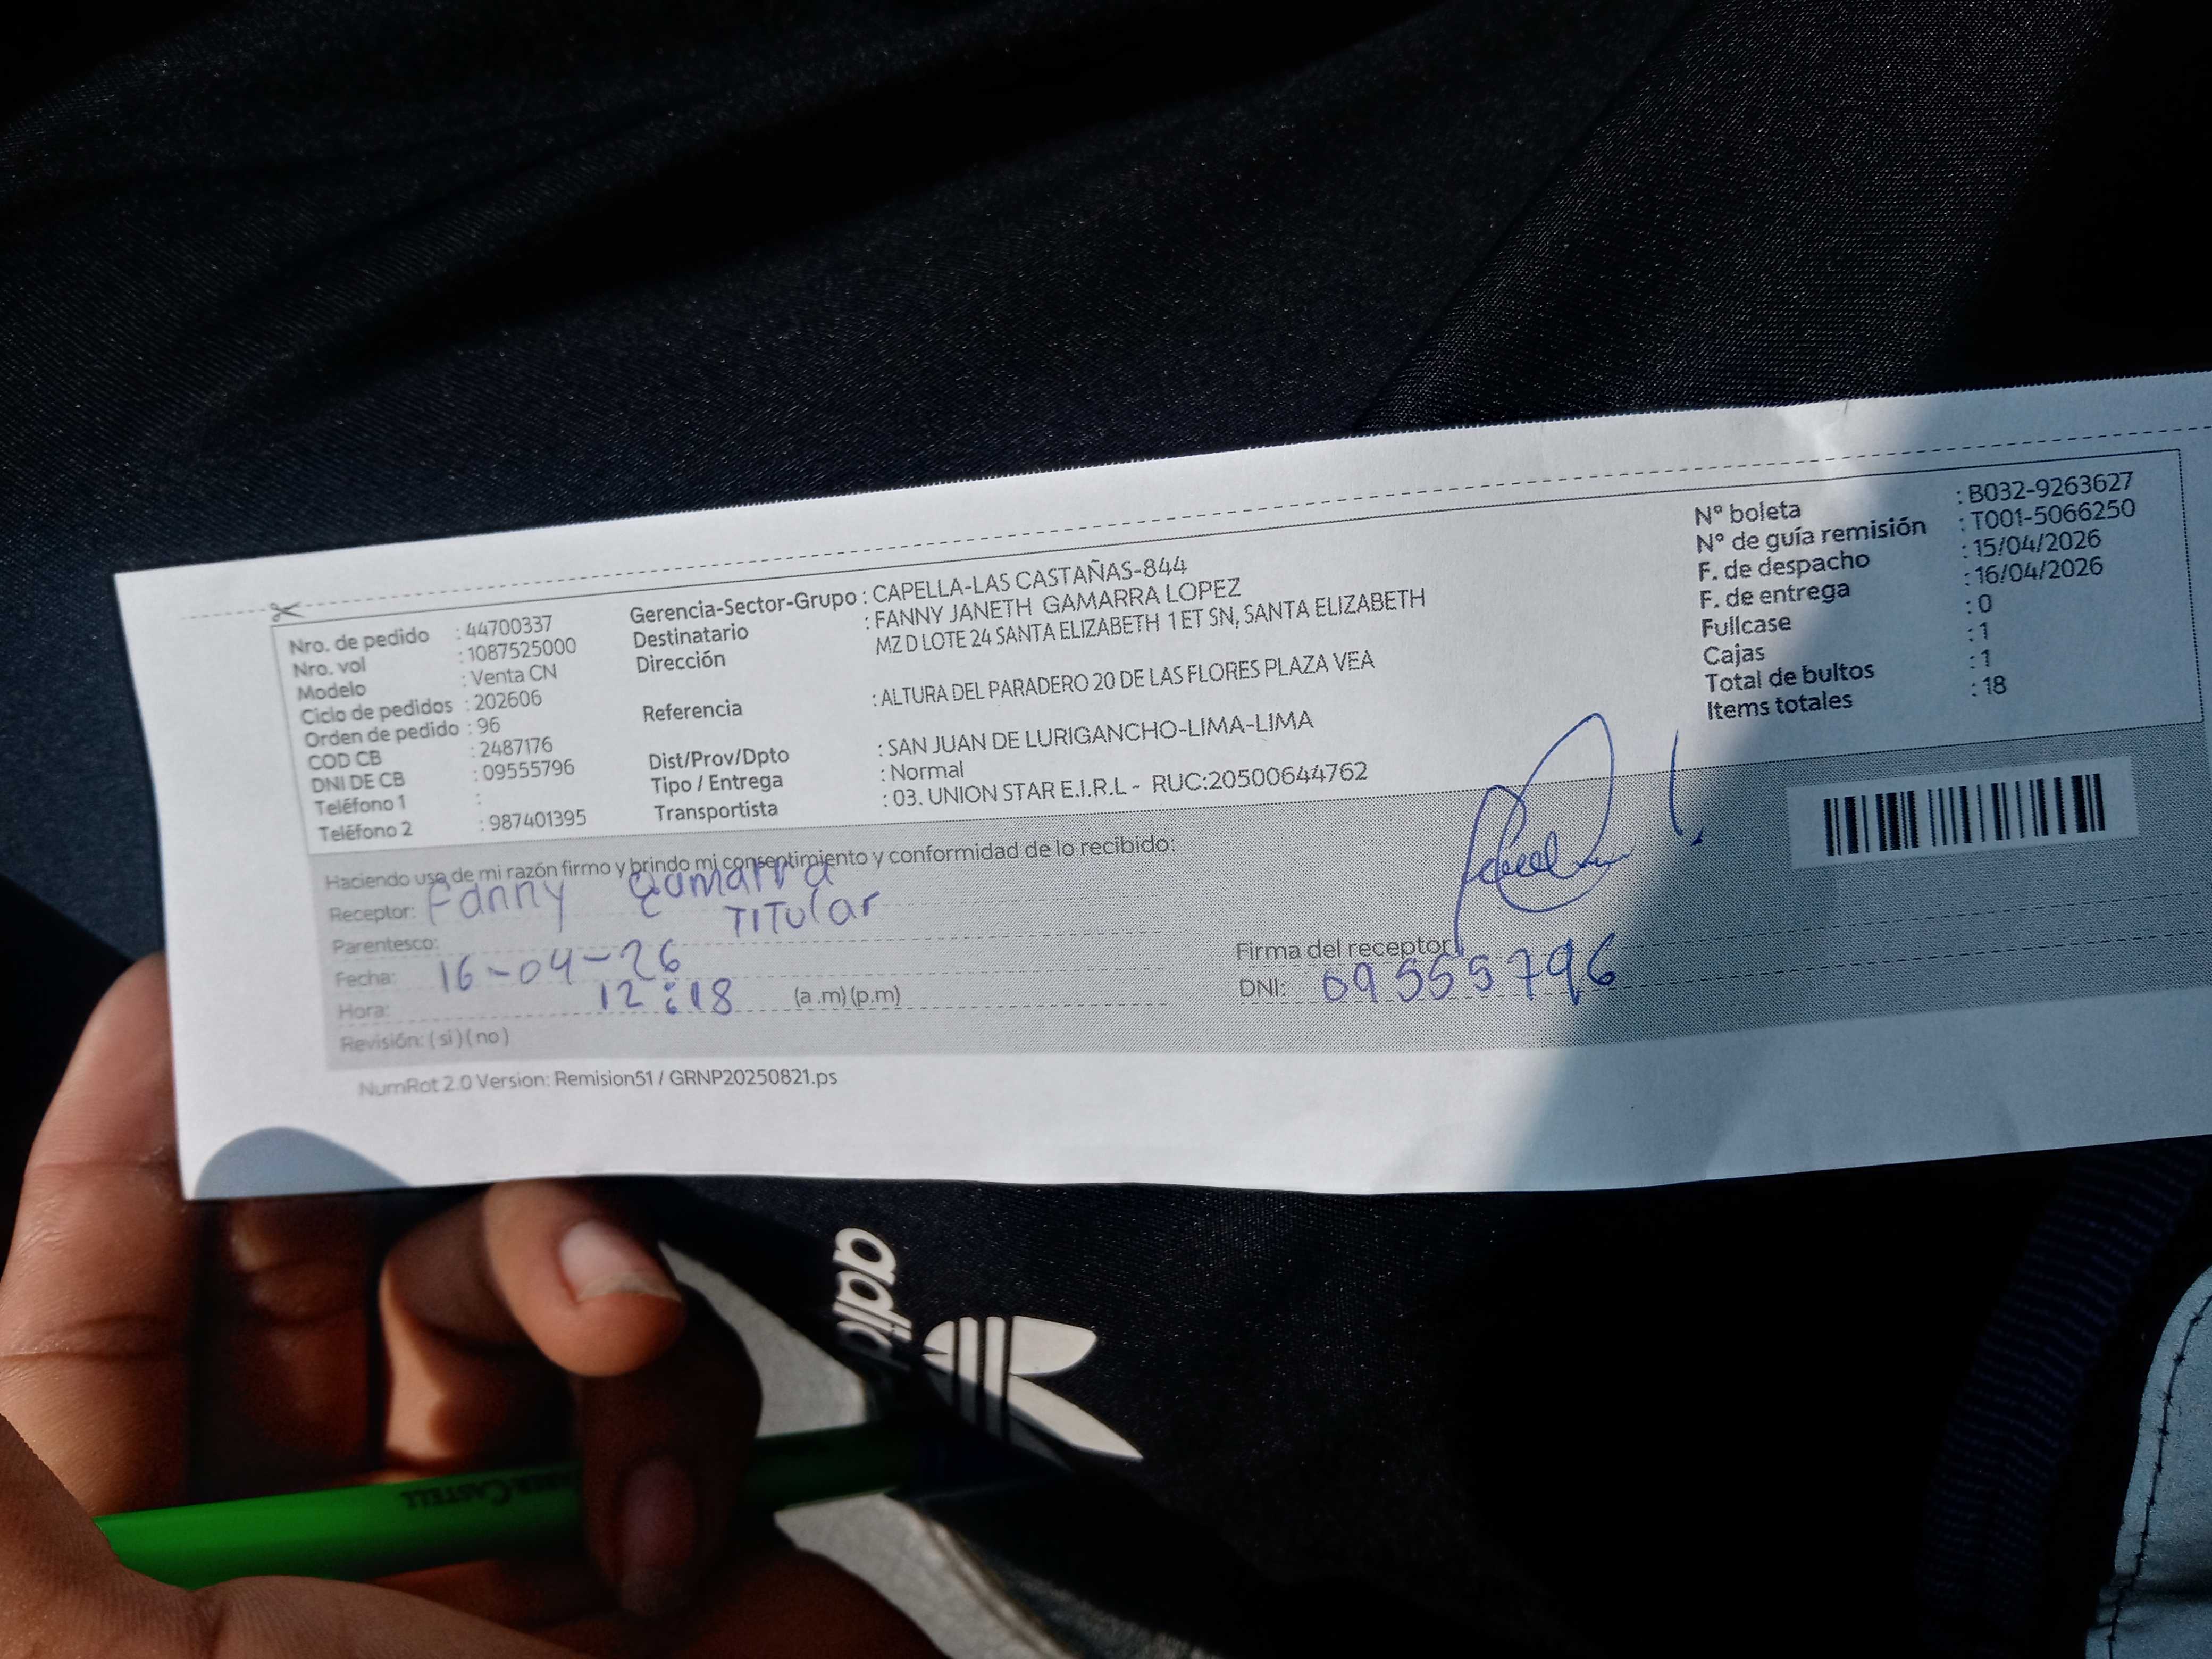 Nro. de pedido : 44700337
Nro. vol : 1087525000
Modelo : Venta CN
Ciclo de pedidos : 202606
Orden de pedido : 96
COD CB : 2487176
DNI DE CB : 09555796
Teléfono 1 :
Teléfono 2 : 987401395
Gerencia-Sector-Grupo : CAPELLA-LAS CASTAÑAS-844
Destinatario : FANNY JANETH GAMARRA LOPEZ
Dirección MZ D LOTE 24 SANTA ELIZABETH 1 ET SN, SANTA ELIZABETH
Referencia : ALTURA DEL PARADERO 20 DE LAS FLORES PLAZA VEA
Dist/Prov/Dpto : SAN JUAN DE LURIGANCHO-LIMA-LIMA
Tipo / Entrega : Normal
Transportista : 03. UNION STAR E.I.R.L - RUC:20500644762
Nº boleta : B032-9263627
Nº de guía remisión : T001-5066250
F. de despacho : 15/04/2026
F. de entrega : 16/04/2026
Fullcase : 0
Cajas : 1
Total de bultos : 1
Items totales : 18
Haciendo uso de mi razón firmo y brindo mi consentimiento y conformidad de lo recibido:
Receptor: Fanny Gamarra
Parentesco: TITular
Fecha: 16-04-26
Hora: 12:18 (a.m)(p.m)
Revisión: ( si )( no )
Firma del receptor
DNI: 09555796
NumRot 2.0 Version: Remision51 / GRNP20250821.ps
adidas
FABER-CASTELL